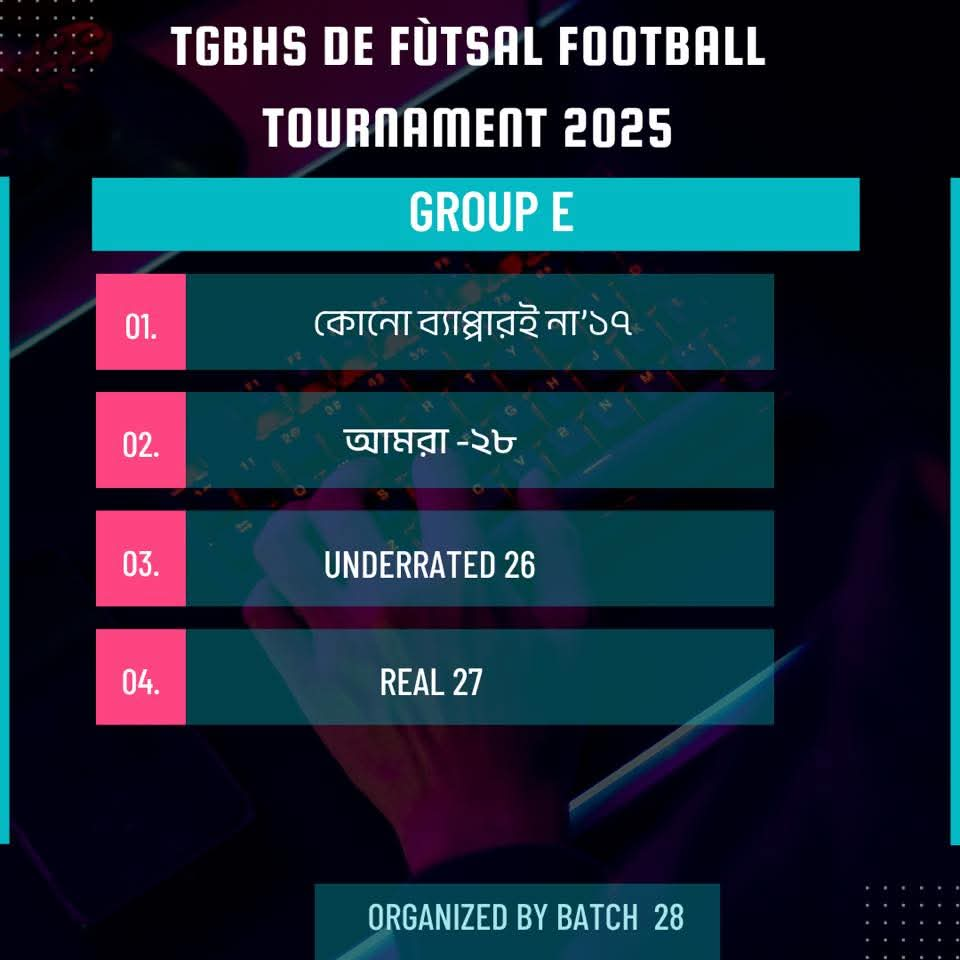 TGBHS DE FÙTSAL FOOTBALL
TOURNAMENT 2025
GROUP E
01. কোনো ব্যাপ্পারই না’১৭
02. আমরা -২৮
03. UNDERRATED 26
04. REAL 27
ORGANIZED BY BATCH 28